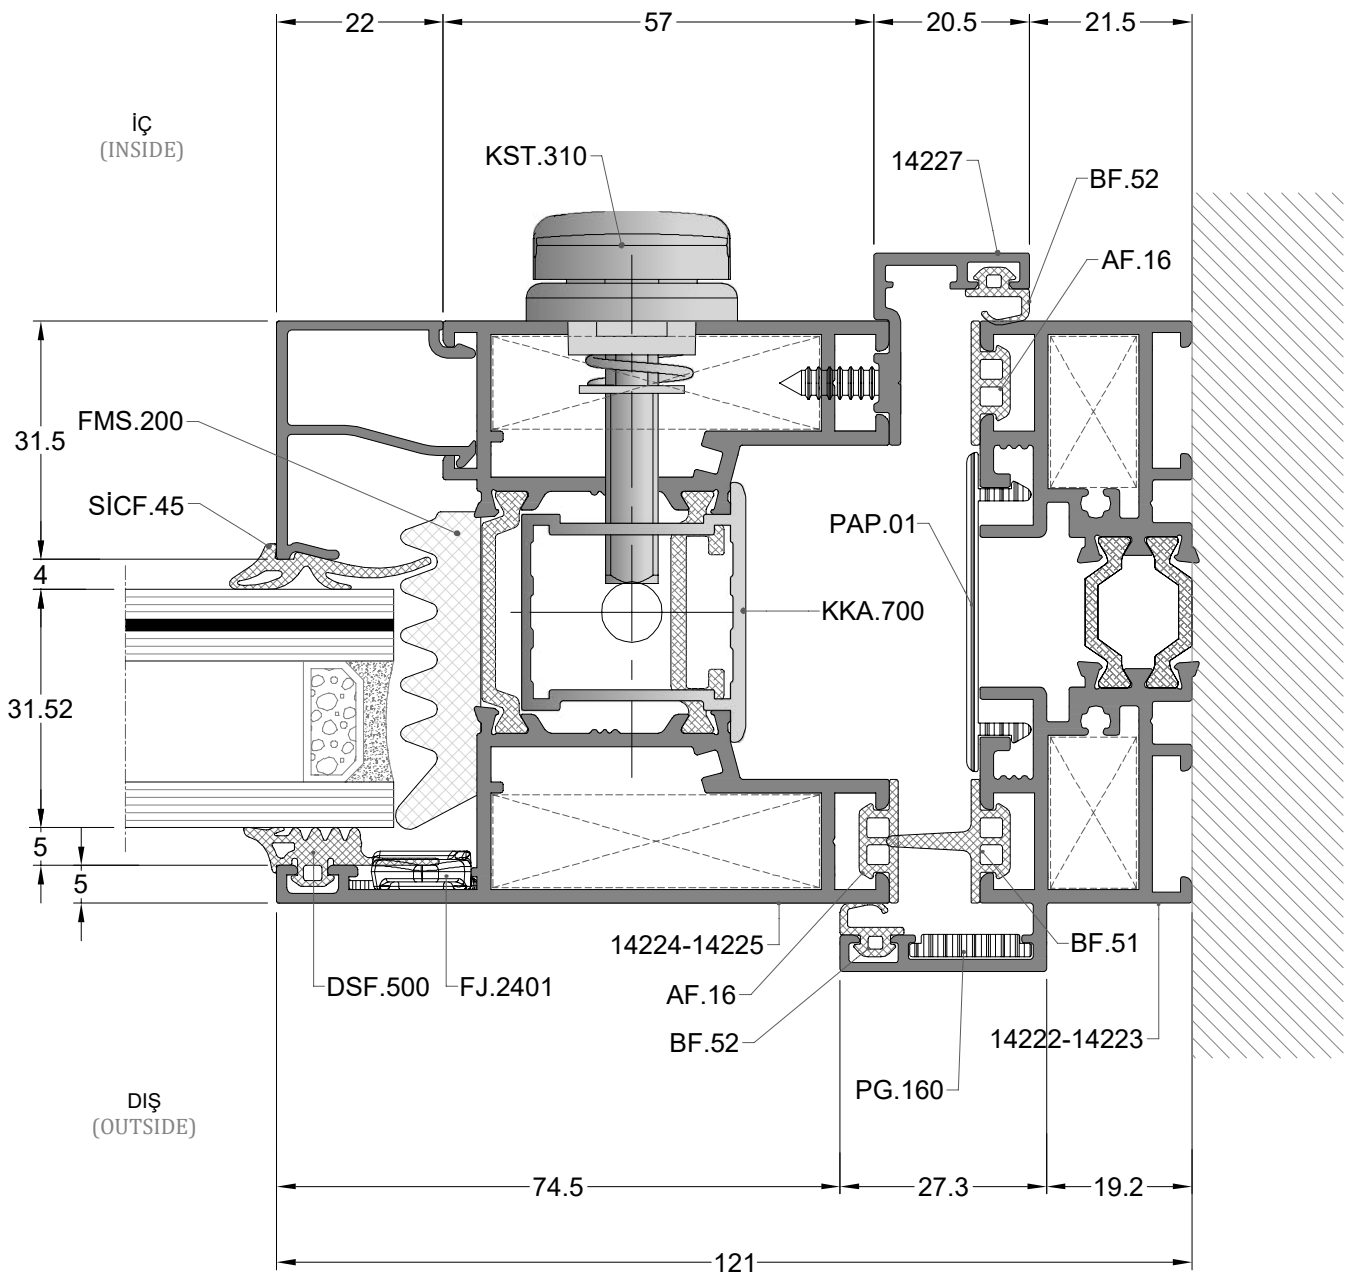 22
57
20.5
21.5
İÇ
(INSIDE)
KST.310
14227
BF.52
AF.16
FMS.200
31.5
SİCF.45
PAP.01
4
KKA.700
31.52
5
5
14224-14225
BF.51
DSF.500
FJ.2401
AF.16
BF.52
14222-14223
PG.160
DIŞ
(OUTSIDE)
74.5
27.3
19.2
121